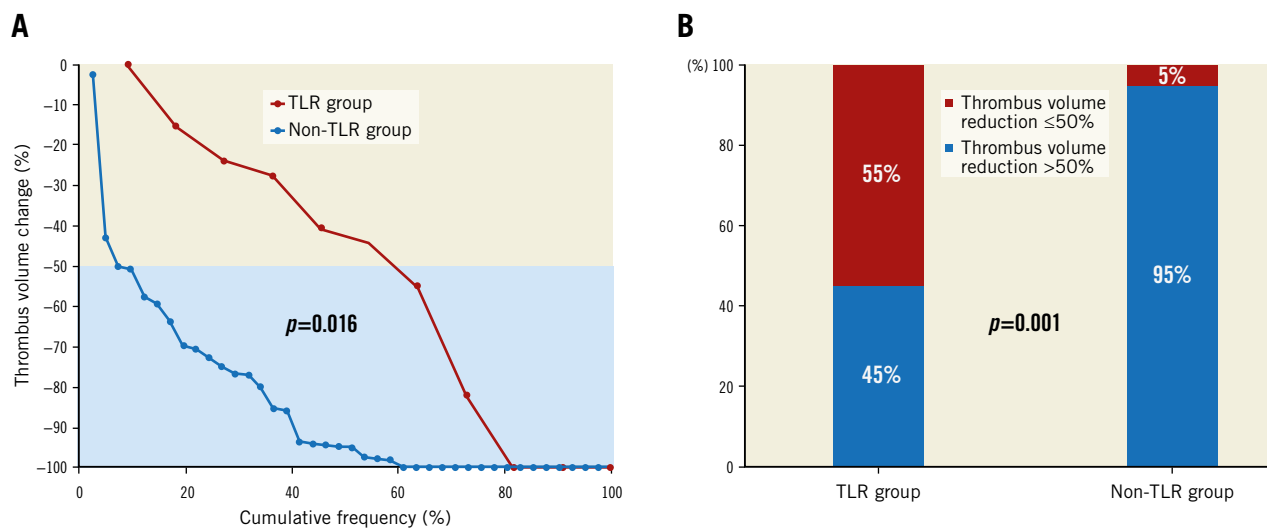 A
Thrombus volume change (%)
0
−10
−20
−30
−40
−50
−60
−70
−80
−90
−100
TLR group
Non-TLR group
p=0.016
0 20 40 60 80 100
Cumulative frequency (%)
B
(%) 100
80
60
40
20
0
55%
45%
5%
95%
Thrombus volume
reduction ≤50%
Thrombus volume
reduction >50%
p=0.001
TLR group Non-TLR group